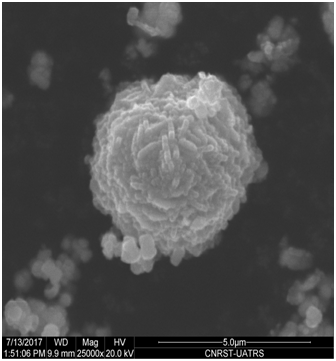 7/13/2017 WD Mag HV 5.0µm
1:51:06 PM 9.9 mm 25000x 20.0 kV CNRST-UATRS